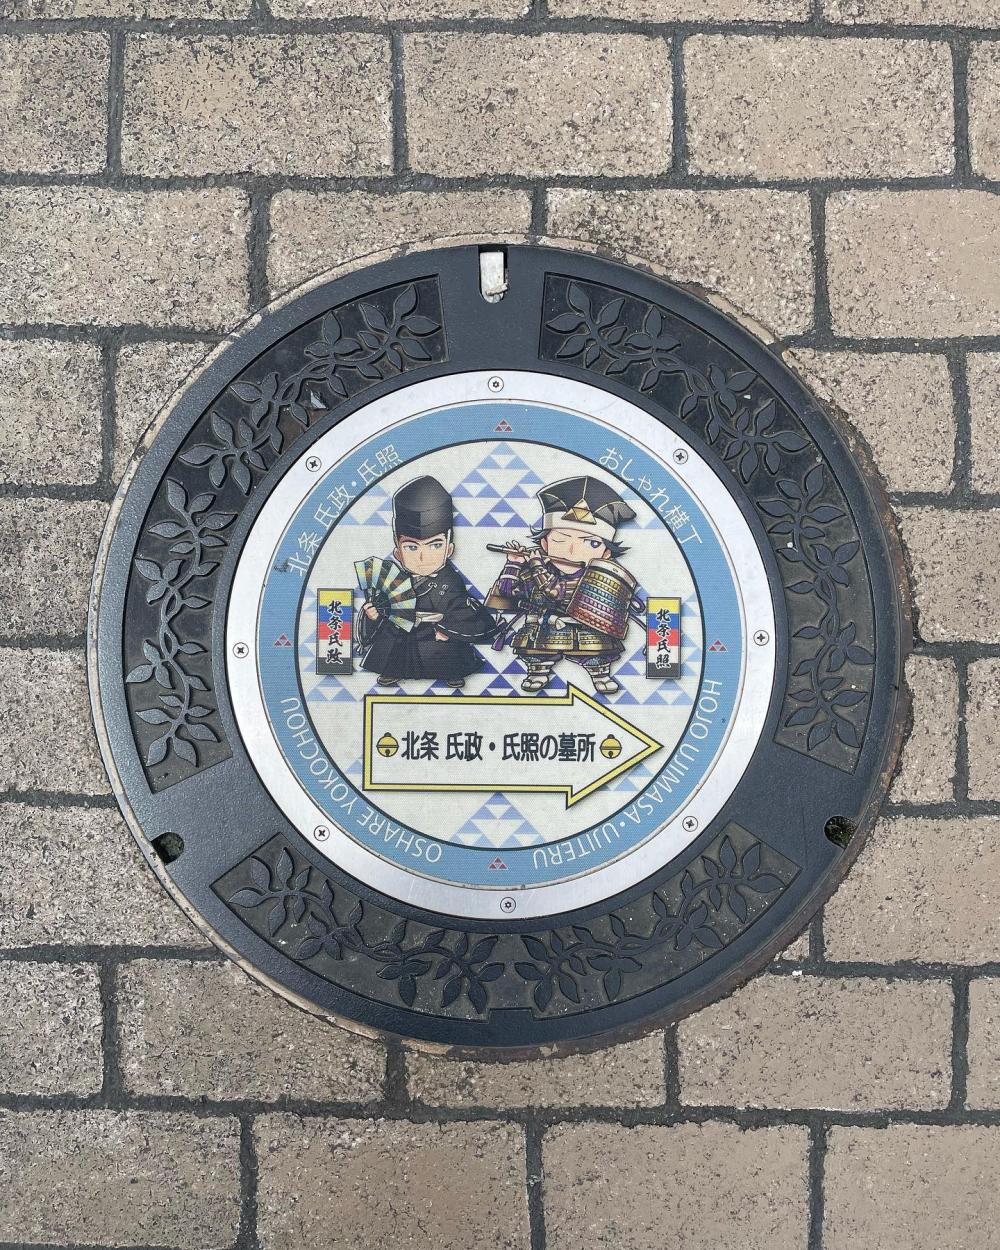 北条 氏政・氏照
おしゃれ横丁
北条氏政
北条氏照
北条 氏政・氏照の墓所
HOJO UJIMASA・UJITERU
OSHARE YOKOCHOU